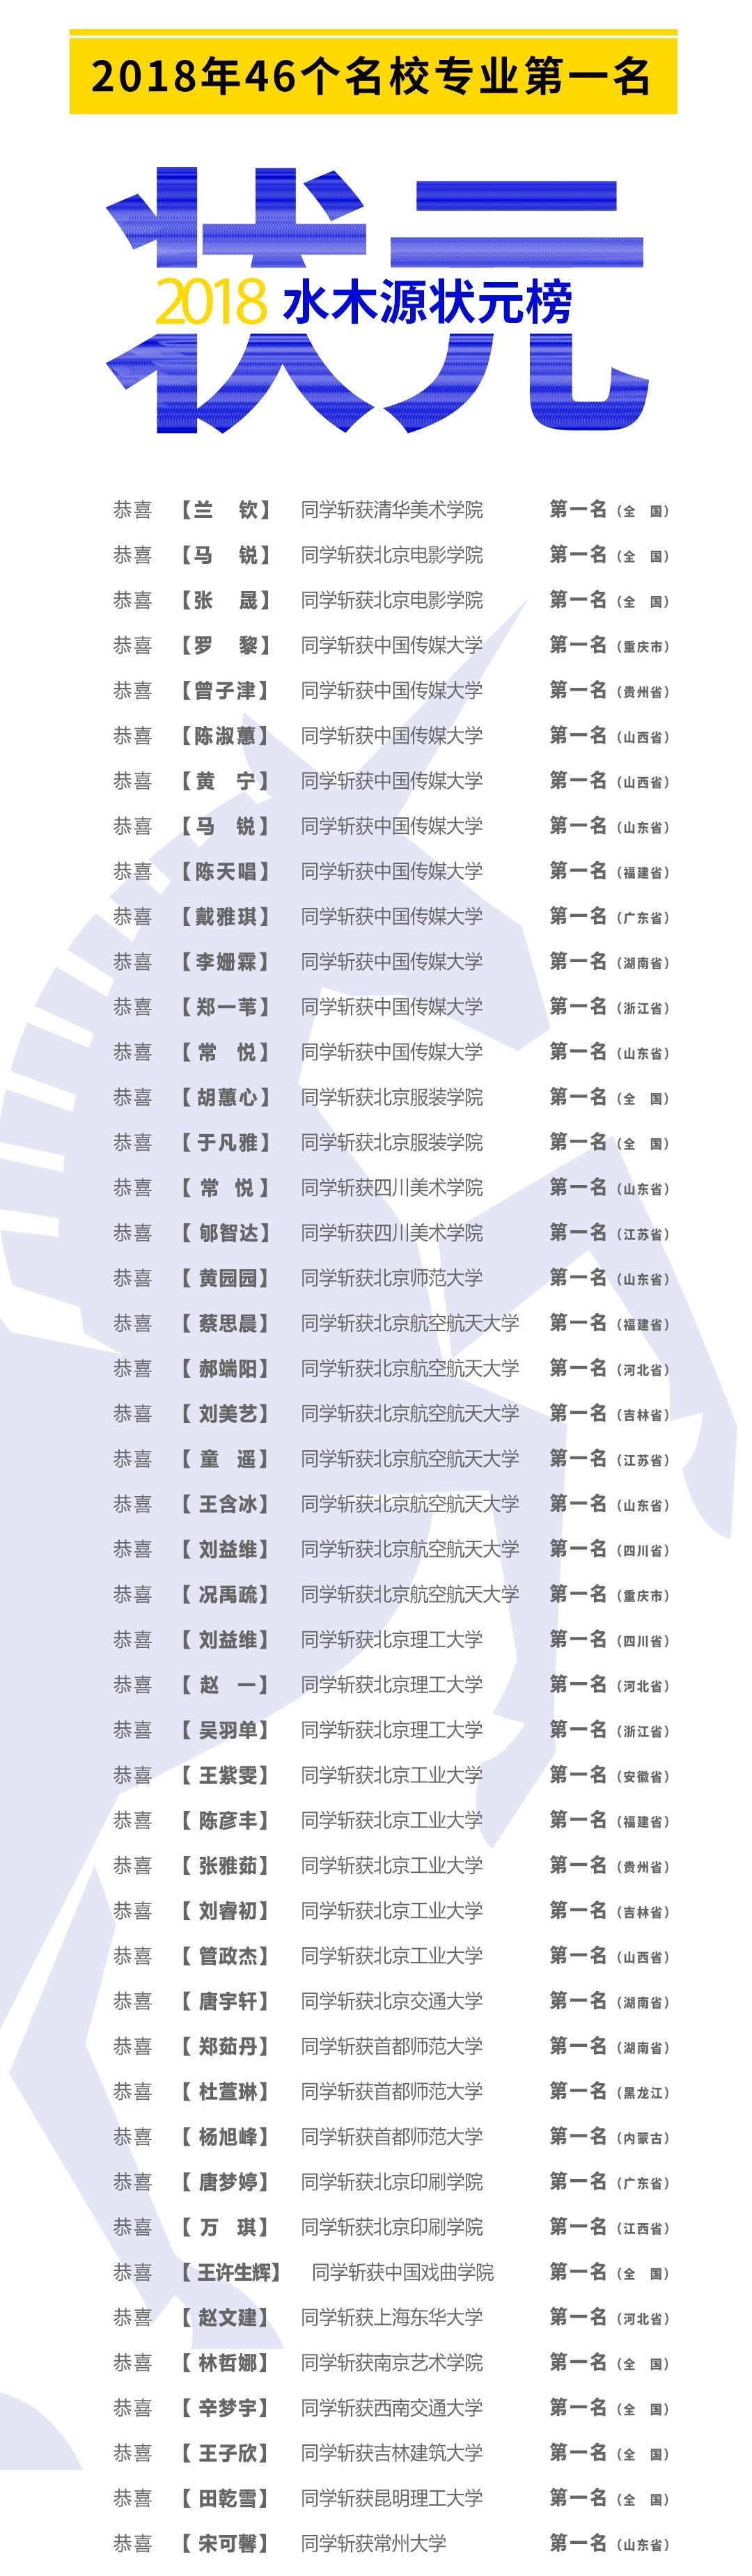 2018年46个名校专业第一名
状元
2018 水木源状元榜
恭喜 【兰 钦】 同学斩获清华美术学院 第一名（全 国）
恭喜 【马 锐】 同学斩获北京电影学院 第一名（全 国）
恭喜 【张 晟】 同学斩获北京电影学院 第一名（全 国）
恭喜 【罗 黎】 同学斩获中国传媒大学 第一名（重庆市）
恭喜 【曾子津】 同学斩获中国传媒大学 第一名（贵州省）
恭喜 【陈淑蕙】 同学斩获中国传媒大学 第一名（山西省）
恭喜 【黄 宁】 同学斩获中国传媒大学 第一名（山西省）
恭喜 【马 锐】 同学斩获中国传媒大学 第一名（山东省）
恭喜 【陈天唱】 同学斩获中国传媒大学 第一名（福建省）
恭喜 【戴雅琪】 同学斩获中国传媒大学 第一名（广东省）
恭喜 【李姗霖】 同学斩获中国传媒大学 第一名（湖南省）
恭喜 【郑一苇】 同学斩获中国传媒大学 第一名（浙江省）
恭喜 【常 悦】 同学斩获中国传媒大学 第一名（山东省）
恭喜 【胡蕙心】 同学斩获北京服装学院 第一名（全 国）
恭喜 【于凡雅】 同学斩获北京服装学院 第一名（全 国）
恭喜 【常 悦】 同学斩获四川美术学院 第一名（山东省）
恭喜 【郇智达】 同学斩获四川美术学院 第一名（江苏省）
恭喜 【黄园园】 同学斩获北京师范大学 第一名（山东省）
恭喜 【蔡思晨】 同学斩获北京航空航天大学 第一名（福建省）
恭喜 【郝端阳】 同学斩获北京航空航天大学 第一名（河北省）
恭喜 【刘美艺】 同学斩获北京航空航天大学 第一名（吉林省）
恭喜 【童 遥】 同学斩获北京航空航天大学 第一名（江苏省）
恭喜 【王含冰】 同学斩获北京航空航天大学 第一名（山东省）
恭喜 【刘益维】 同学斩获北京航空航天大学 第一名（四川省）
恭喜 【况禹疏】 同学斩获北京航空航天大学 第一名（重庆市）
恭喜 【刘益维】 同学斩获北京理工大学 第一名（四川省）
恭喜 【赵 一】 同学斩获北京理工大学 第一名（河北省）
恭喜 【吴羽单】 同学斩获北京理工大学 第一名（浙江省）
恭喜 【王紫雯】 同学斩获北京工业大学 第一名（安徽省）
恭喜 【陈彦丰】 同学斩获北京工业大学 第一名（福建省）
恭喜 【张雅茹】 同学斩获北京工业大学 第一名（贵州省）
恭喜 【刘睿初】 同学斩获北京工业大学 第一名（吉林省）
恭喜 【管政杰】 同学斩获北京工业大学 第一名（山西省）
恭喜 【唐宇轩】 同学斩获北京交通大学 第一名（湖南省）
恭喜 【郑茹丹】 同学斩获首都师范大学 第一名（湖南省）
恭喜 【杜萱琳】 同学斩获首都师范大学 第一名（黑龙江）
恭喜 【杨旭峰】 同学斩获首都师范大学 第一名（内蒙古）
恭喜 【唐梦婷】 同学斩获北京印刷学院 第一名（广东省）
恭喜 【万 琪】 同学斩获北京印刷学院 第一名（江西省）
恭喜 【王许生辉】 同学斩获中国戏曲学院 第一名（全 国）
恭喜 【赵文建】 同学斩获上海东华大学 第一名（河北省）
恭喜 【林哲娜】 同学斩获南京艺术学院 第一名（全 国）
恭喜 【辛梦宇】 同学斩获西南交通大学 第一名（全 国）
恭喜 【王子欣】 同学斩获吉林建筑大学 第一名（全 国）
恭喜 【田乾雪】 同学斩获昆明理工大学 第一名（全 国）
恭喜 【宋可馨】 同学斩获常州大学 第一名（山东省）